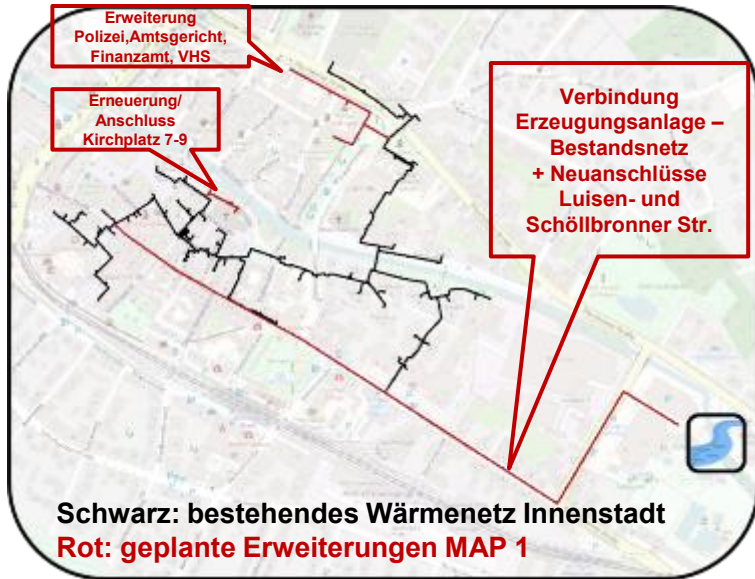 Erweiterung
Polizei,Amtsgericht,
Finanzamt, VHS
Erneuerung/
Anschluss
Kirchplatz 7-9
Verbindung
Erzeugungsanlage –
Bestandsnetz
+ Neuanschlüsse
Luisen- und
Schöllbronner Str.
Schwarz: bestehendes Wärmenetz Innenstadt
Rot: geplante Erweiterungen MAP 1